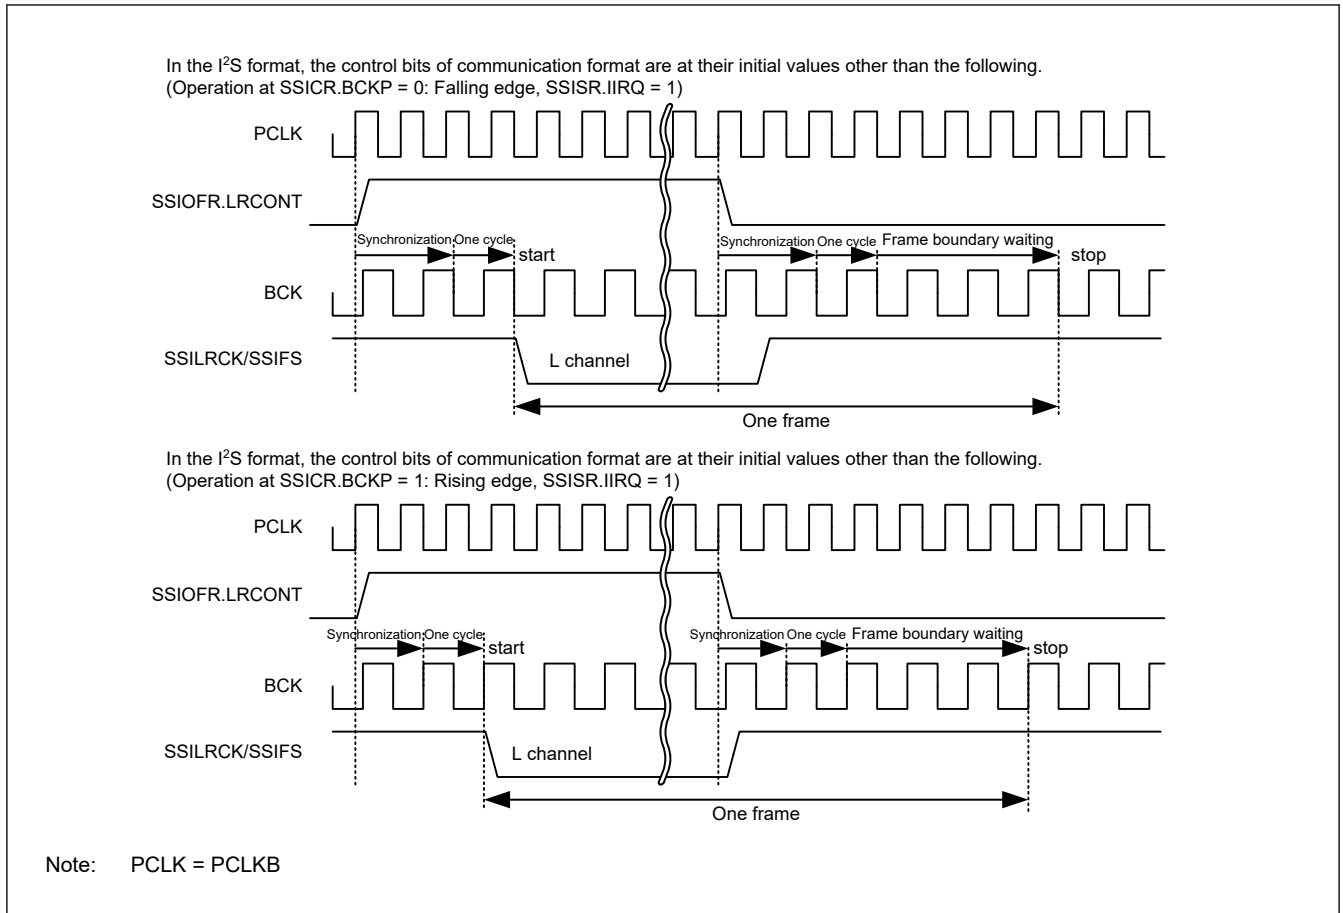 In the I²S format, the control bits of communication format are at their initial values other than the following.
(Operation at SSICR.BCKP = 0: Falling edge, SSISR.IIRQ = 1)
PCLK
SSIOFR.LRCONT
Synchronization One cycle start Synchronization One cycle Frame boundary waiting stop
BCK
SSILRCK/SSIFS L channel
One frame
In the I²S format, the control bits of communication format are at their initial values other than the following.
(Operation at SSICR.BCKP = 1: Rising edge, SSISR.IIRQ = 1)
PCLK
SSIOFR.LRCONT
Synchronization One cycle start Synchronization One cycle Frame boundary waiting stop
BCK
SSILRCK/SSIFS L channel
One frame
Note: PCLK = PCLKB